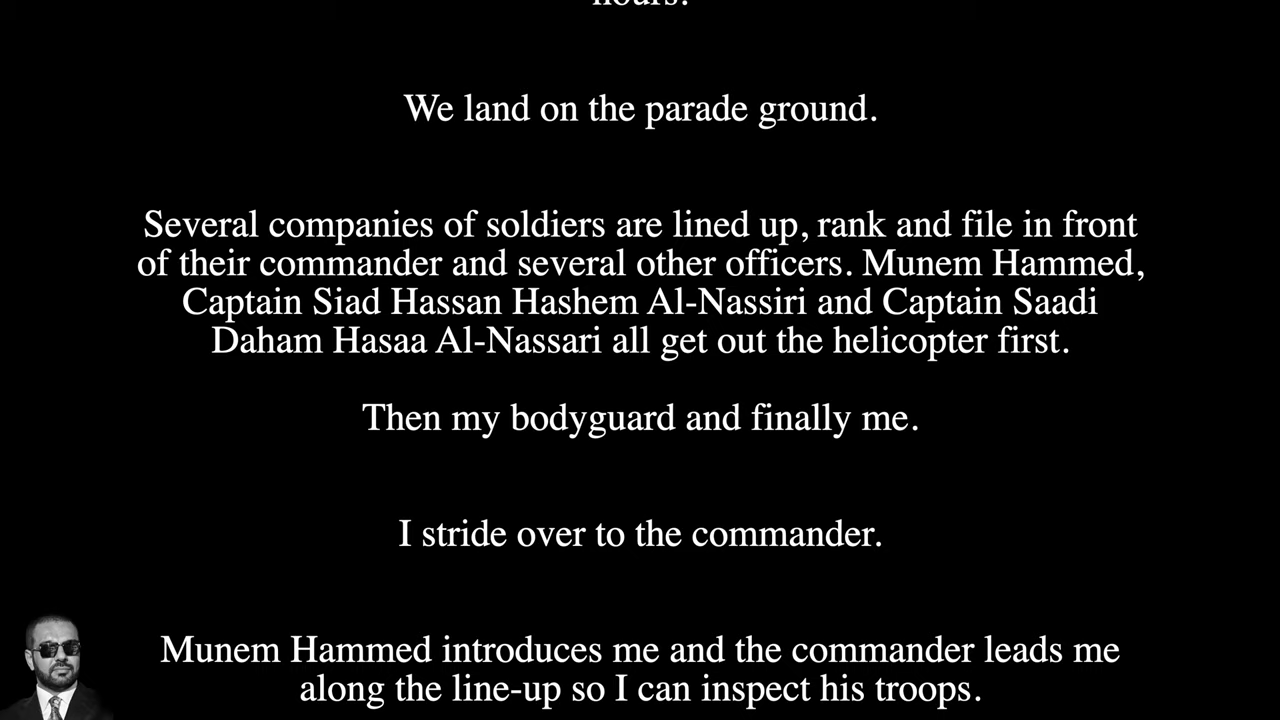 hours.
We land on the parade ground.
Several companies of soldiers are lined up, rank and file in front
of their commander and several other officers. Munem Hammed,
Captain Siad Hassan Hashem Al-Nassiri and Captain Saadi
Daham Hasaa Al-Nassari all get out the helicopter first.
Then my bodyguard and finally me.
I stride over to the commander.
Munem Hammed introduces me and the commander leads me
along the line-up so I can inspect his troops.